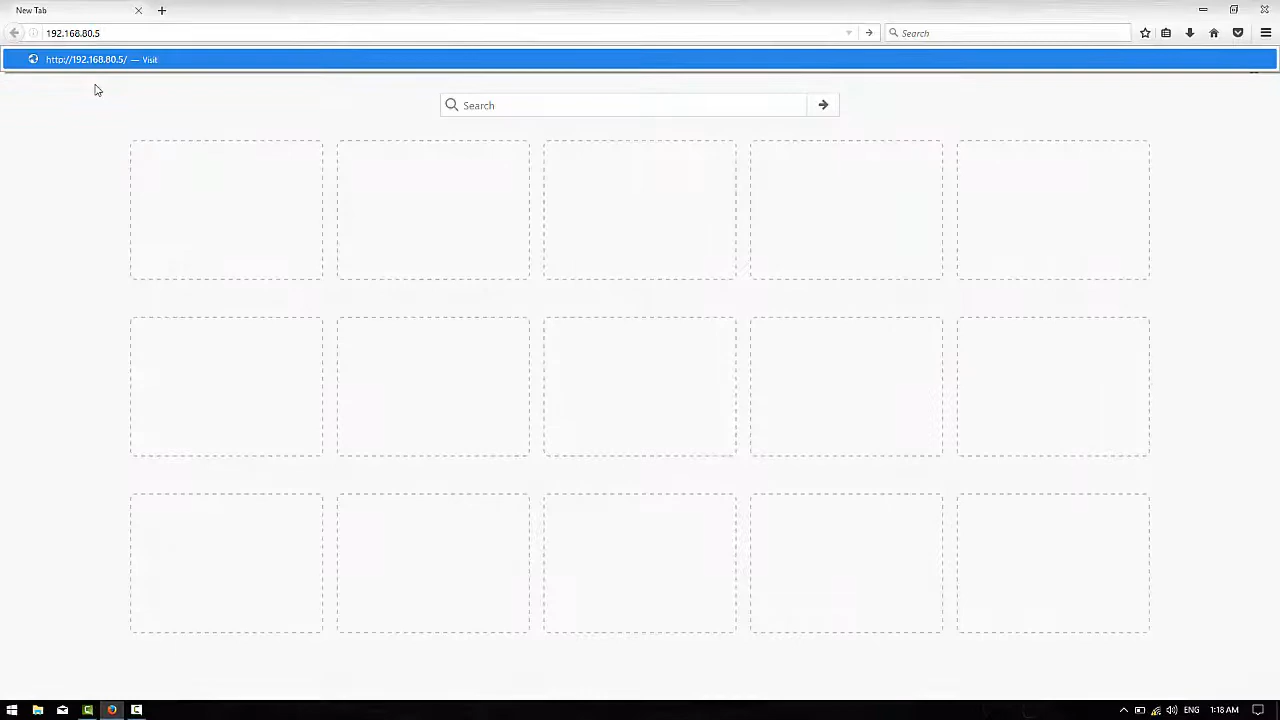 New Tab
192.168.80.5
Search
http://192.168.80.5/ — Visit
Search
ENG
1:18 AM